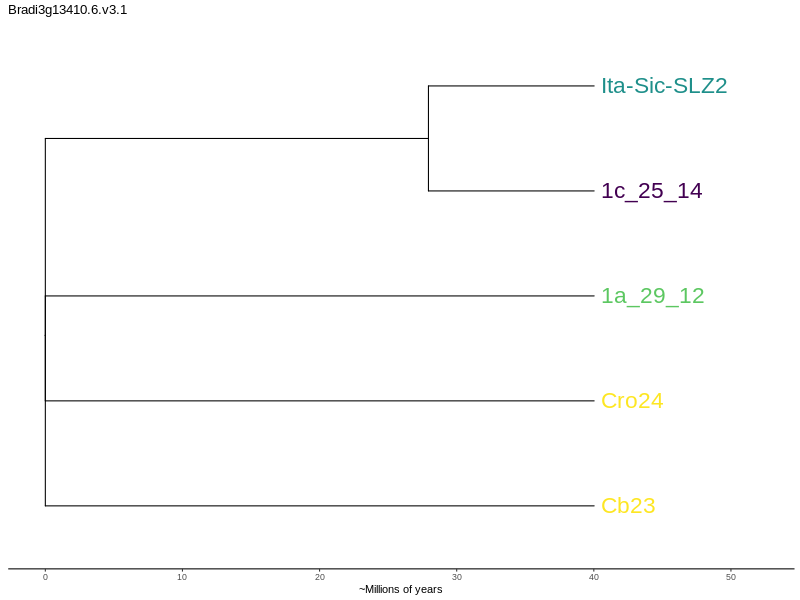 Bradi3g13410.6.v3.1
Ita-Sic-SLZ2
1c_25_14
1a_29_12
Cro24
Cb23
0 10 20 30 40 50
~Millions of years